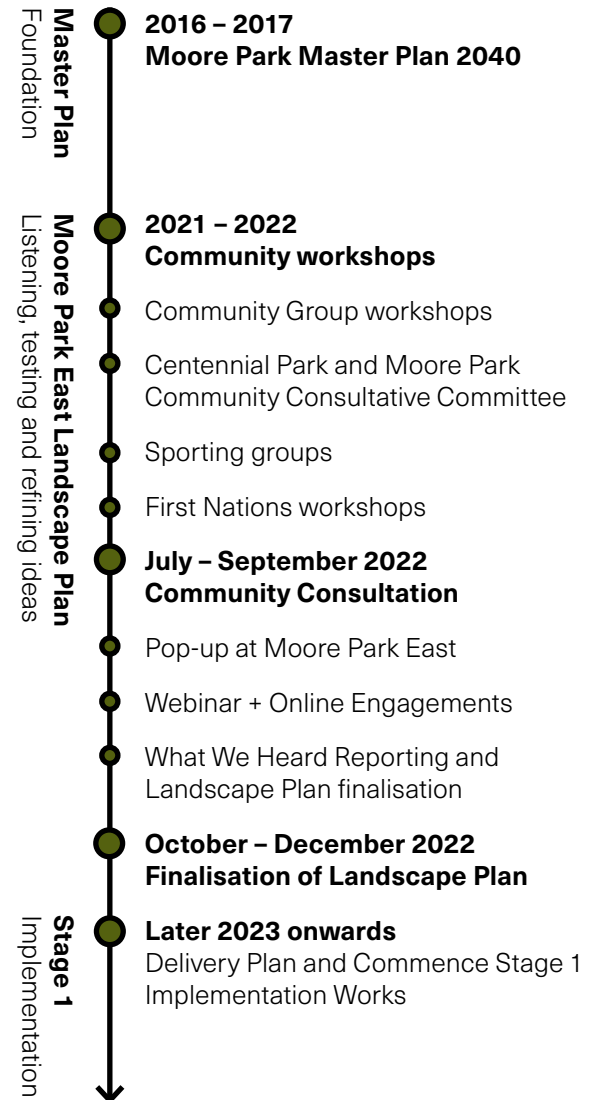 Master Plan
Foundation
2016 – 2017
Moore Park Master Plan 2040
Moore Park East Landscape Plan
Listening, testing and refining ideas
2021 – 2022
Community workshops
Community Group workshops
Centennial Park and Moore Park
Community Consultative Committee
Sporting groups
First Nations workshops
July – September 2022
Community Consultation
Pop-up at Moore Park East
Webinar + Online Engagements
What We Heard Reporting and
Landscape Plan finalisation
October – December 2022
Finalisation of Landscape Plan
Stage 1
Implementation
Later 2023 onwards
Delivery Plan and Commence Stage 1
Implementation Works